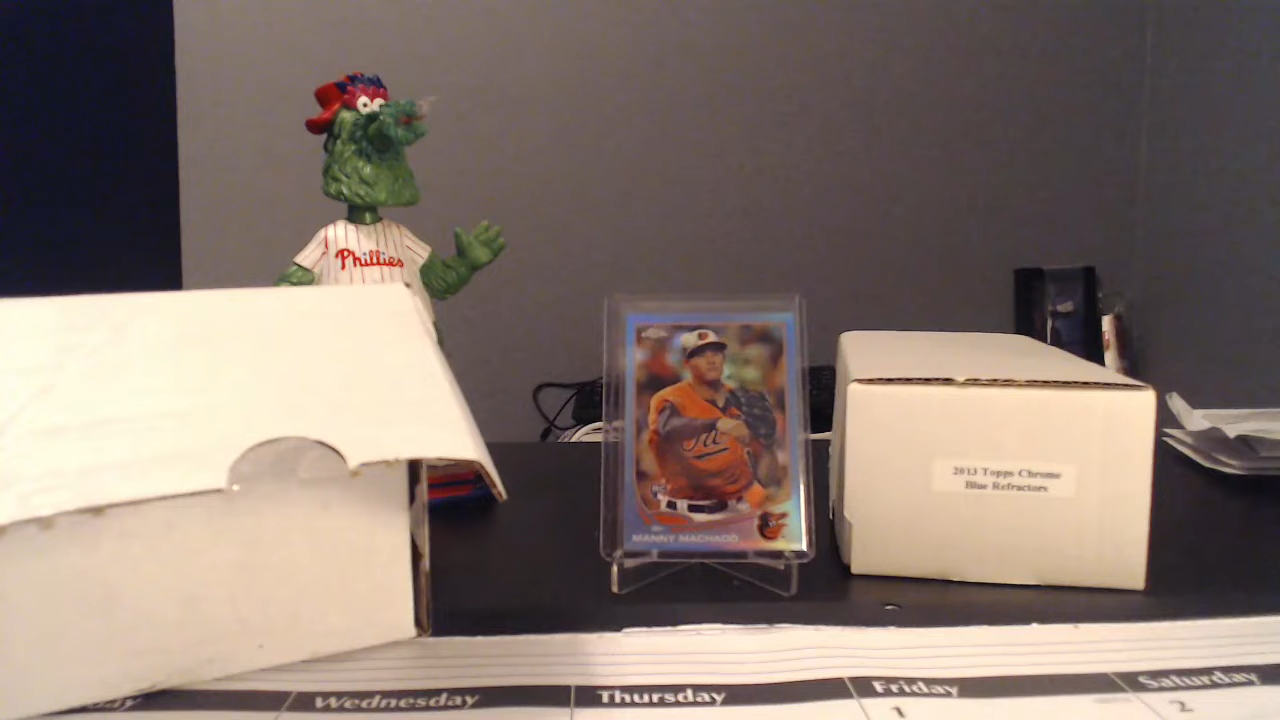 Phillies
MANNY MACHADO
2013 Topps Chrome
Blue Refractors
Wednesday
Thursday
Friday
Saturday
1
2